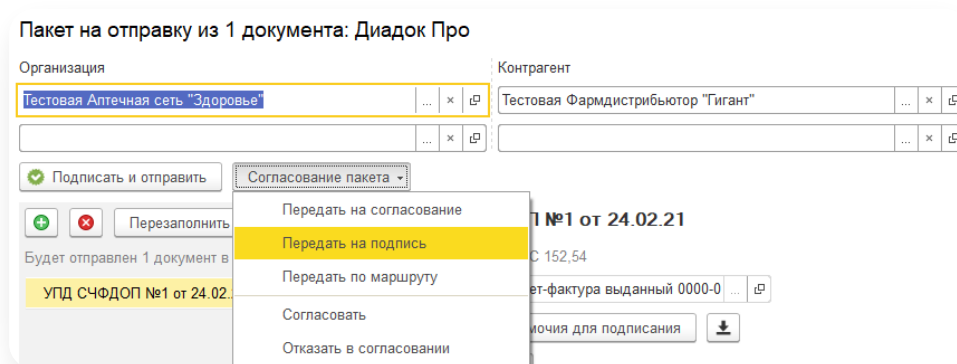 Пакет на отправку из 1 документа: Диадок Про
Организация
Контрагент
Тестовая Аптечная сеть "Здоровье"
Тестовая Фармдистрибьютор "Гигант"
Подписать и отправить
Согласование пакета
Передать на согласование
Перезаполнить
№1 от 24.02.21
Передать на подпись
Будет отправлен 1 документ в
152,54
Передать по маршруту
УПД СЧФДОП №1 от 24.02..
ет-фактура выданный 0000-0
Согласовать
мочия для подписания
Отказать в согласовании